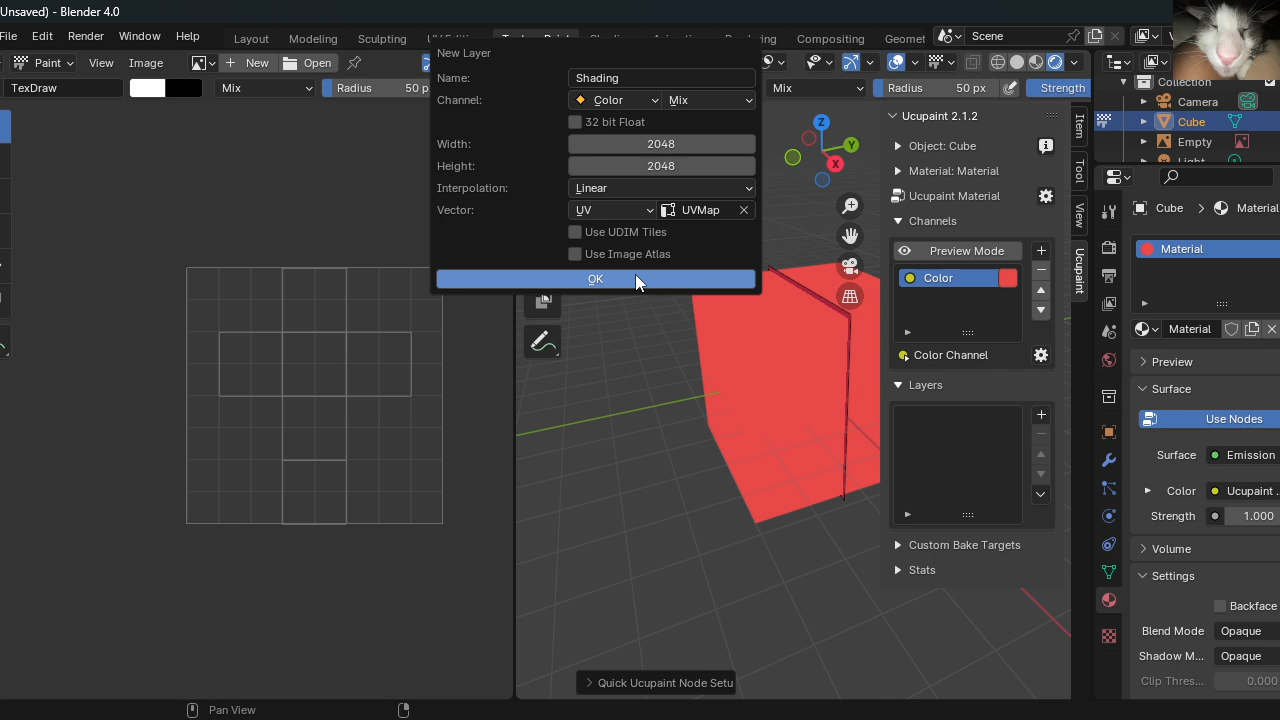 Unsaved) - Blender 4.0
File Edit Render Window Help
Layout Modeling Sculpting
Compositing Geomet
Scene
Paint View Image New Open
TexDraw Mix Radius 50 p
Mix Radius 50 px Strength
New Layer
Name: Shading
Channel: Color Mix
32 bit Float
Width: 2048
Height: 2048
Interpolation: Linear
Vector: UV UVMap
Use UDIM Tiles
Use Image Atlas
OK
Z
Y
X
Ucupaint 2.1.2
Object: Cube
Material: Material
Ucupaint Material
Channels
Preview Mode
Color
Color Channel
Layers
Custom Bake Targets
Stats
Item
Tool
View
Ucupaint
Collection
Camera
Cube
Empty
Light
Cube Material
Material
Material
Preview
Surface
Use Nodes
Surface: Emission
Color Ucupaint .
Strength 1.000
Volume
Settings
Backface
Blend Mode Opaque
Shadow M... Opaque
Clip Thres... 0.000
Quick Ucupaint Node Setu
Pan View